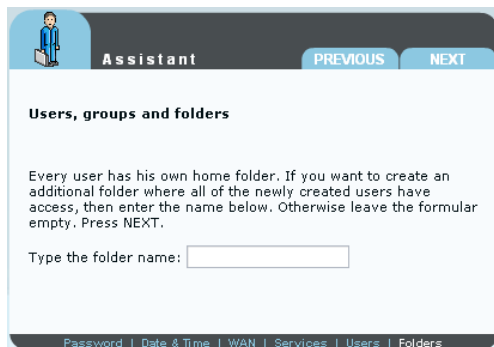 Assistant
PREVIOUS NEXT
Users, groups and folders
Every user has his own home folder. If you want to create an
additional folder where all of the newly created users have
access, then enter the name below. Otherwise leave the formular
empty. Press NEXT.
Type the folder name:
Password | Date & Time | WAN | Services | Users | Folders